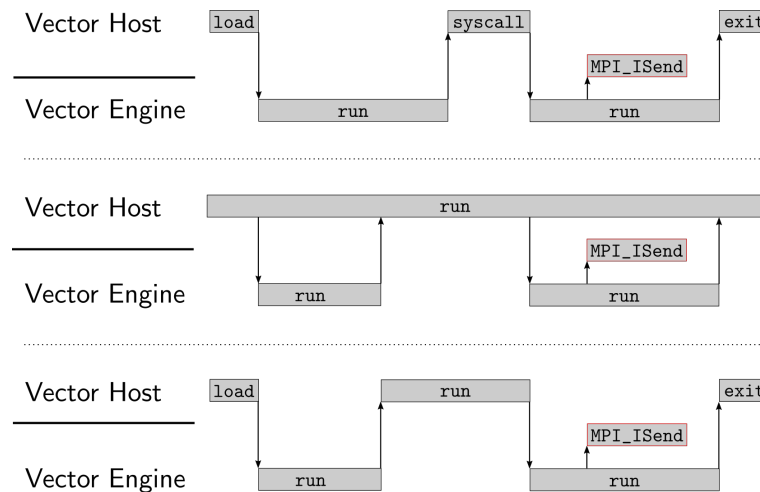 Vector Host load syscall exit
MPI_ISend
Vector Engine run run
Vector Host run
MPI_ISend
Vector Engine run run
Vector Host load run exit
MPI_ISend
Vector Engine run run